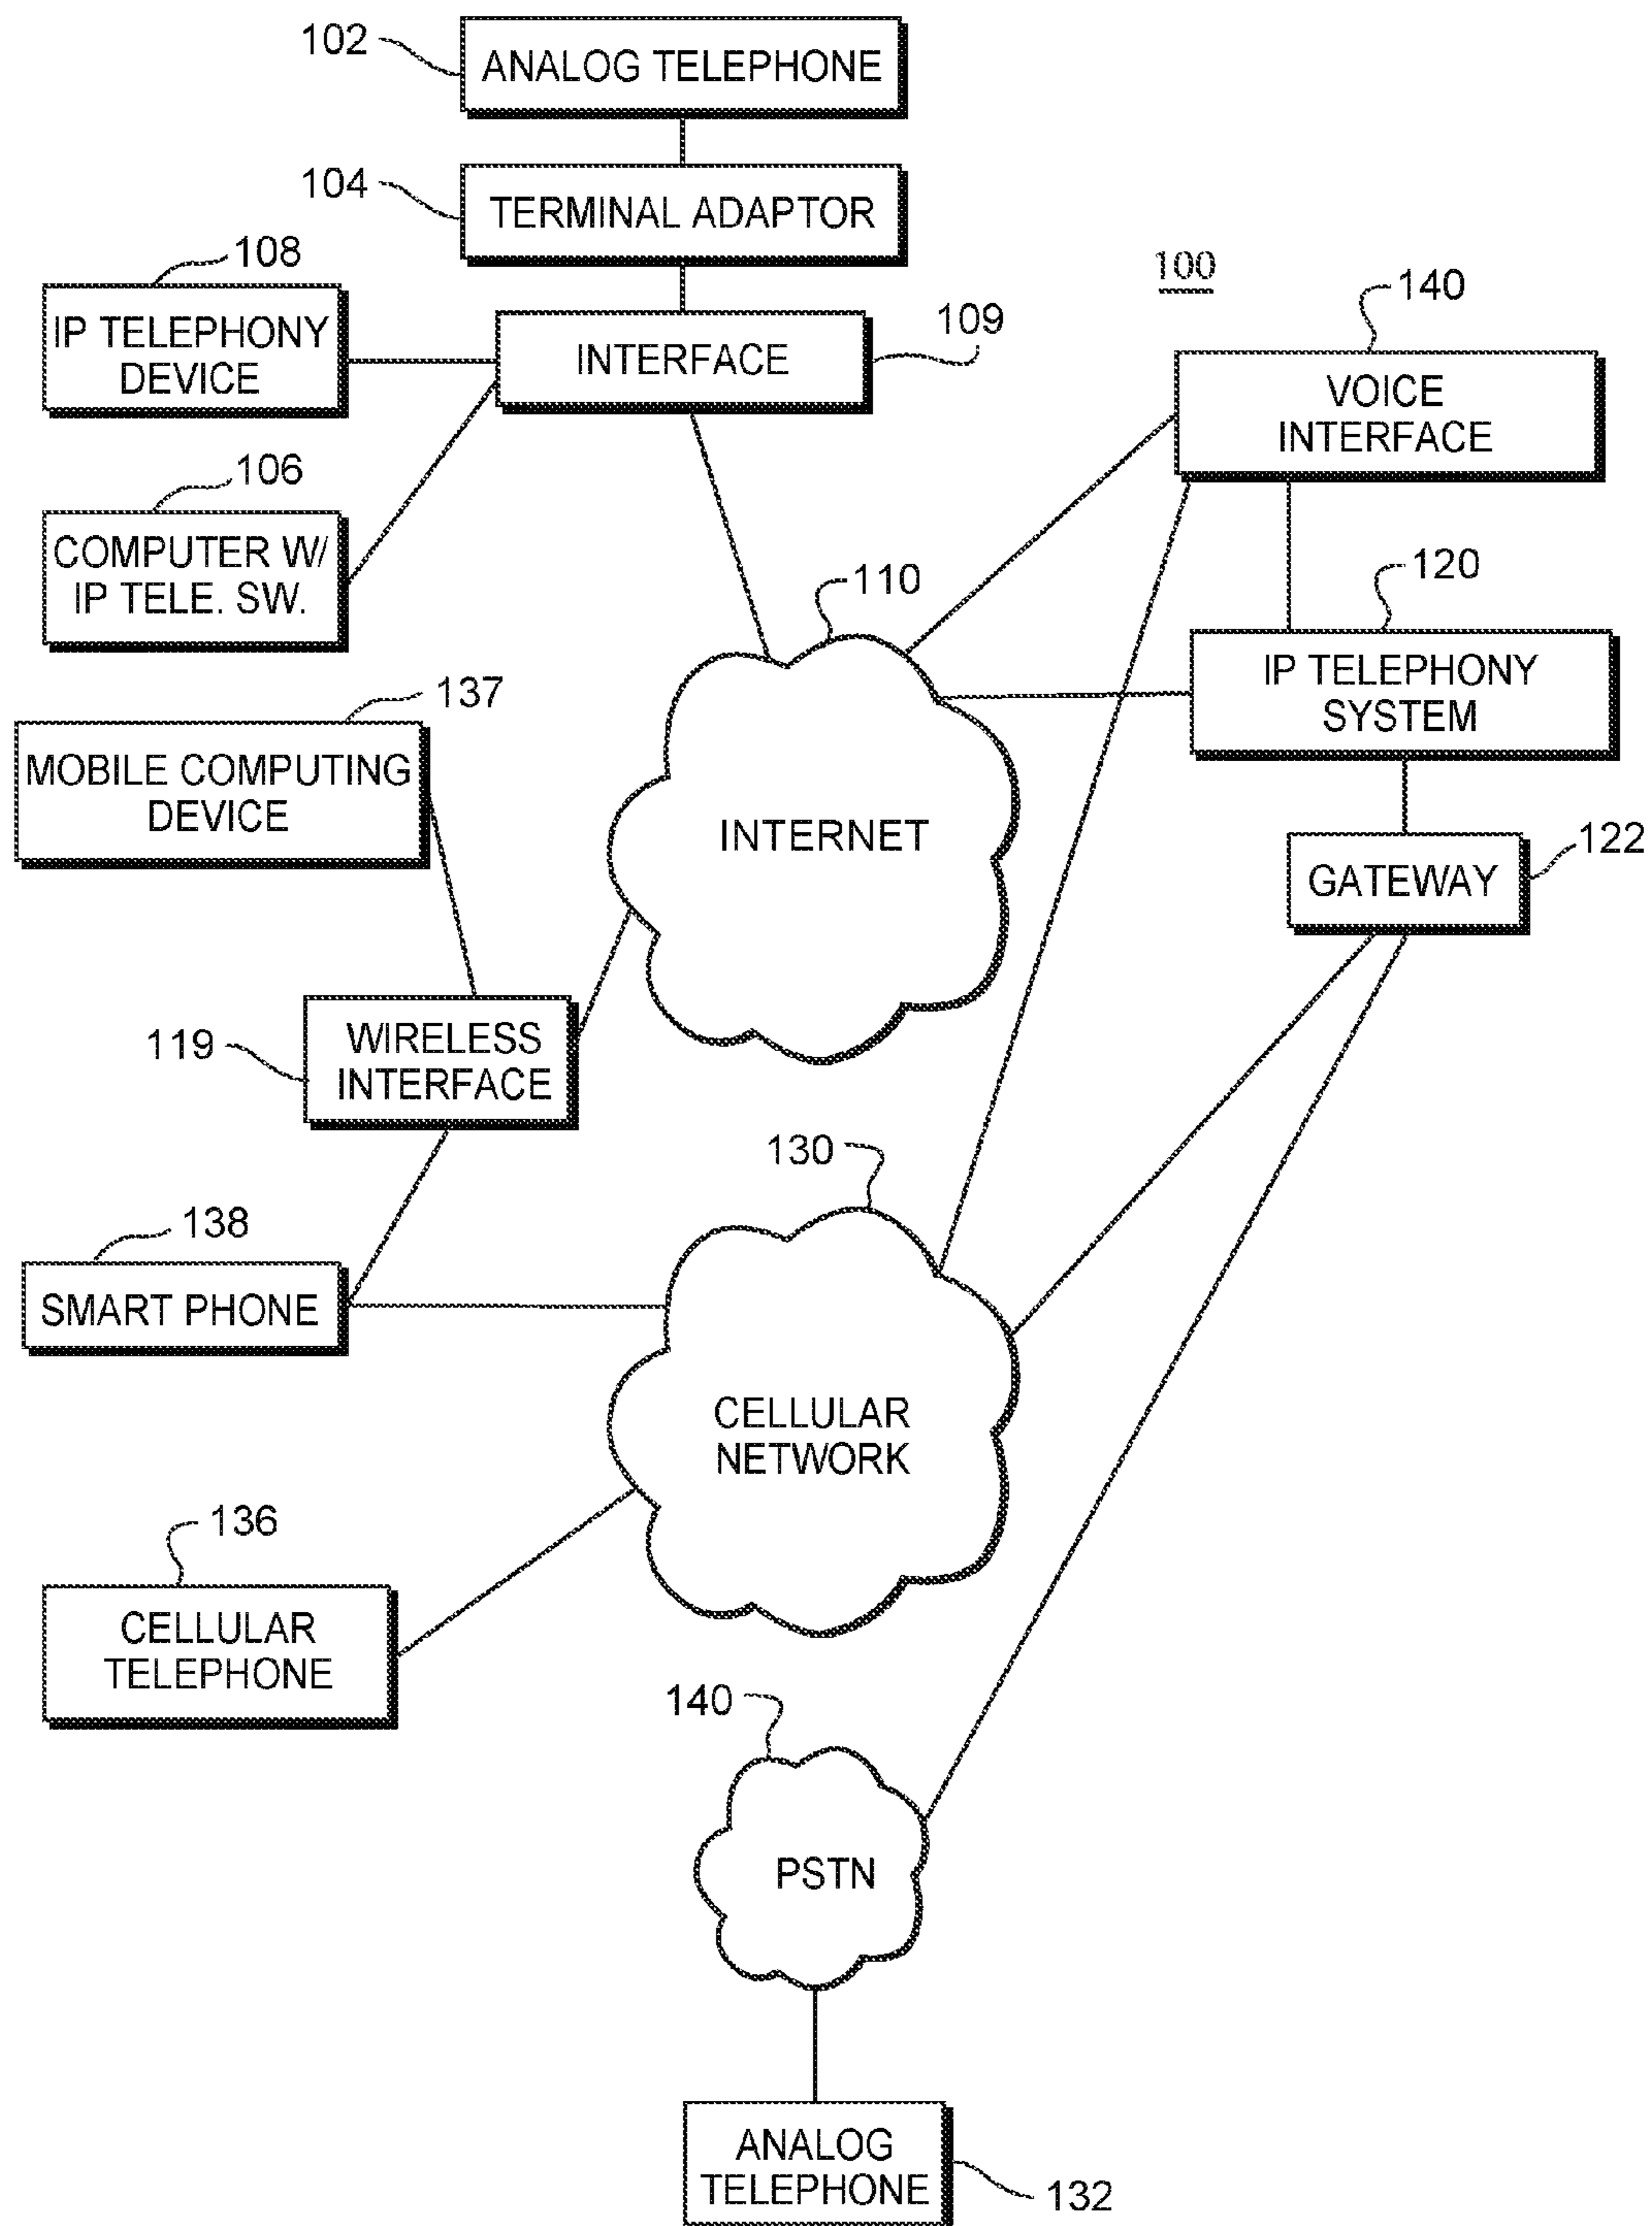 102
ANALOG TELEPHONE
104
TERMINAL ADAPTOR
108
IP TELEPHONY
DEVICE
109
INTERFACE
100
140
VOICE
INTERFACE
106
COMPUTER W/
IP TELE. SW.
110
INTERNET
120
IP TELEPHONY
SYSTEM
137
MOBILE COMPUTING
DEVICE
122
GATEWAY
119
WIRELESS
INTERFACE
130
CELLULAR
NETWORK
138
SMART PHONE
136
CELLULAR
TELEPHONE
140
PSTN
ANALOG
TELEPHONE
132